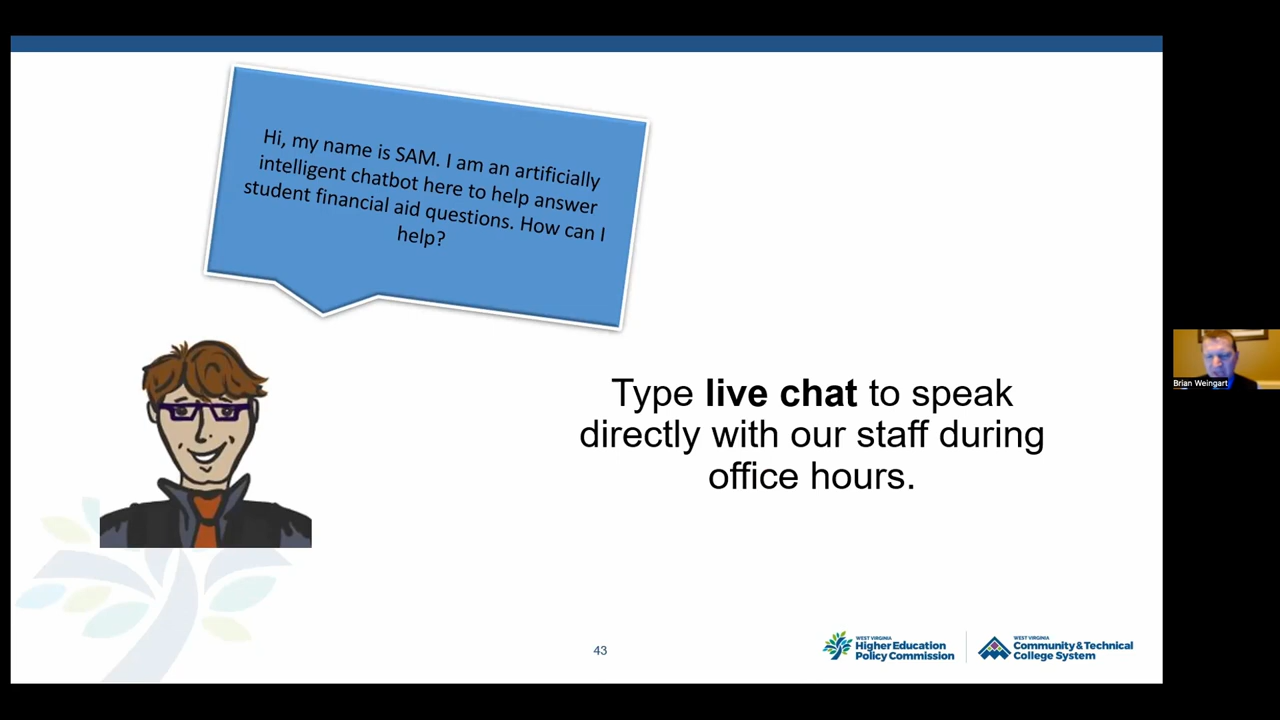 Hi, my name is SAM. I am an artificially
intelligent chatbot here to help answer
student financial aid questions. How can I
help?
Type live chat to speak
directly with our staff during
office hours.
Brian Weingart
43
WEST VIRGINIA
Higher Education
Policy Commission
WEST VIRGINIA
Community & Technical
College System